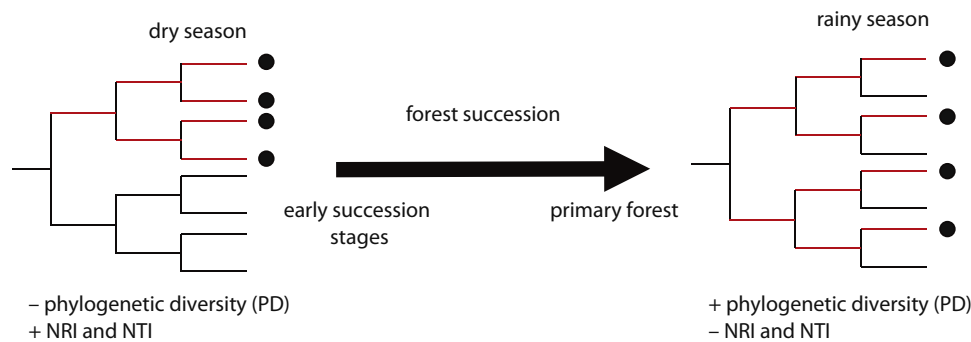 dry season
rainy season
forest succession
early succession
stages
primary forest
– phylogenetic diversity (PD)
+ NRI and NTI
+ phylogenetic diversity (PD)
– NRI and NTI